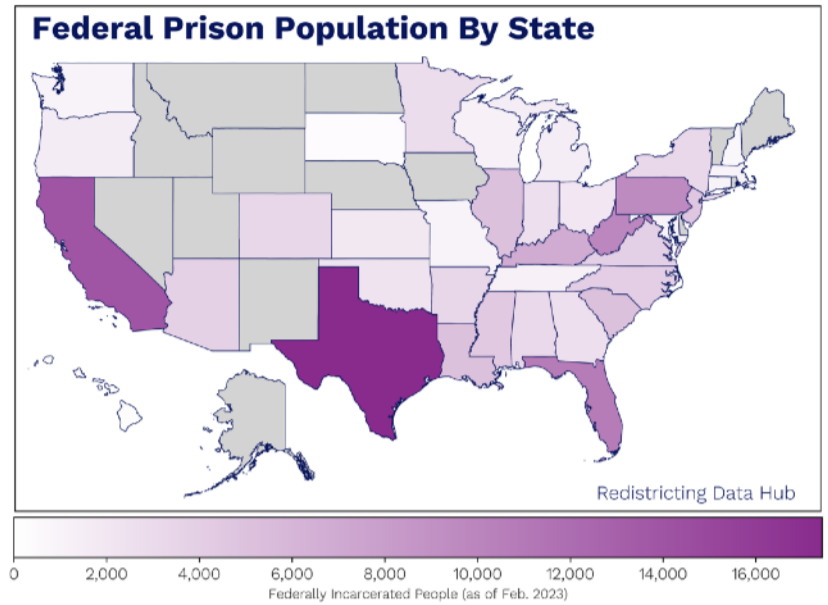 Federal Prison Population By State
Redistricting Data Hub
0 2,000 4,000 6,000 8,000 10,000 12,000 14,000 16,000
Federally Incarcerated People (as of Feb. 2023)